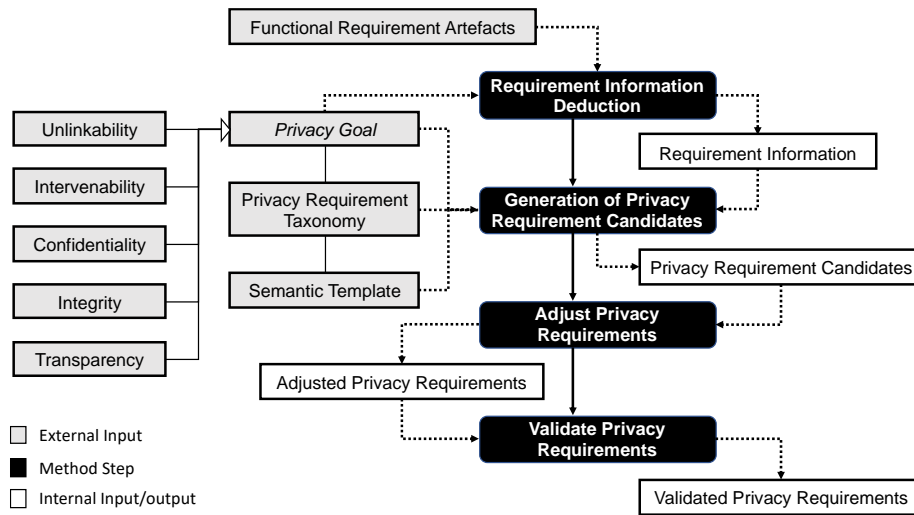 Functional Requirement Artefacts
Requirement Information
Deduction
Unlinkability
Privacy Goal
Requirement Information
Intervenability
Privacy Requirement
Taxonomy
Generation of Privacy
Requirement Candidates
Confidentiality
Privacy Requirement Candidates
Integrity
Semantic Template
Adjust Privacy
Requirements
Transparency
Adjusted Privacy Requirements
Validate Privacy
Requirements
External Input
Method Step
Internal Input/output
Validated Privacy Requirements